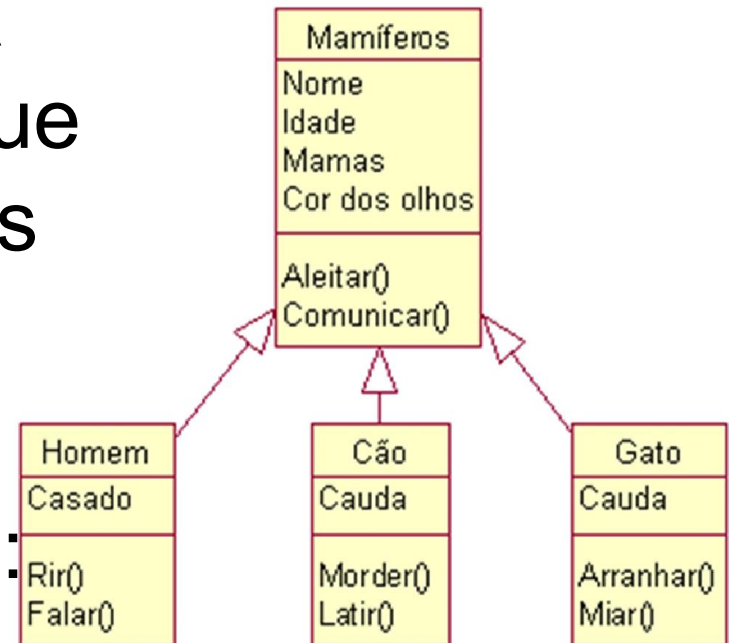 Mamíferos
Nome
Idade
Mamas
Cor dos olhos
Aleitar()
Comunicar()
ue
s
:
Homem
Casado
Rir()
Falar()
Cão
Cauda
Morder()
Latir()
Gato
Cauda
Arranhar()
Miar()